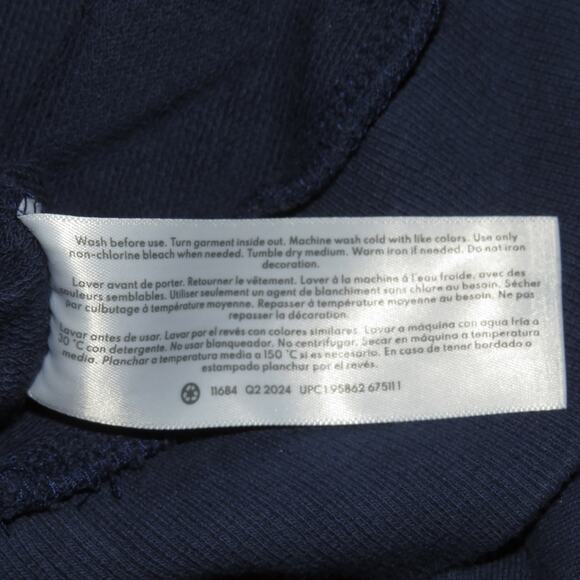 Wash before use. Turn garment inside out. Machine wash cold with like colors. Use only
non-chlorine bleach when needed. Tumble dry medium. Warm iron if needed. Do not iron
decoration.
Laver avant de porter. Retourner le vêtement. Laver à la machine à l'eau froide, avec des
couleurs semblables. Utiliser seulement un agent de blanchiment sans chlore au besoin. Sécher
par culbutage à température moyenne. Repasser à température moyenne au besoin. Ne pas
repasser la décoration.
Lavar antes de usar. Lavar por el revés con colores similares. Lavar a máquina con agua fría a
30 °C con detergente. No usar blanqueador. No centrifugar. Secar en máquina a temperatura
media. Planchar a temperatura media a 150 °C si es necesario. En casa de tener bordado o
estampado planchar por el revés.
11684 Q2 2024 UPC1 95862 67511 1